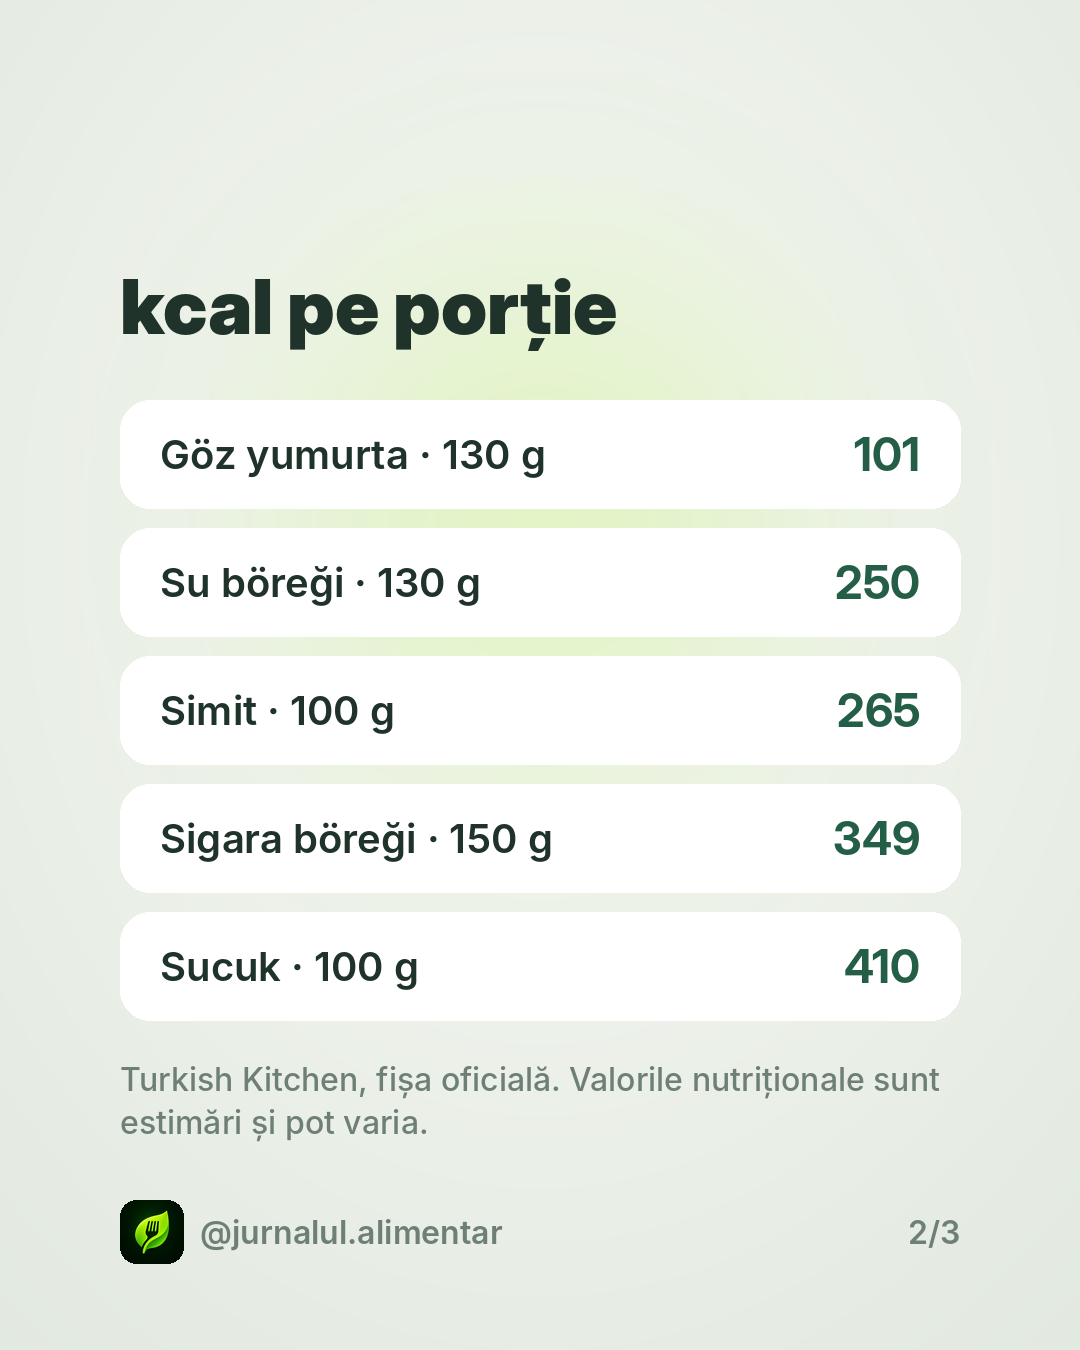 kcal pe porție
Göz yumurta · 130 g 101
Su böreği · 130 g 250
Simit · 100 g 265
Sigara böreği · 150 g 349
Sucuk · 100 g 410
Turkish Kitchen, fișa oficială. Valorile nutriționale sunt
estimări și pot varia.
@jurnalul.alimentar 2/3